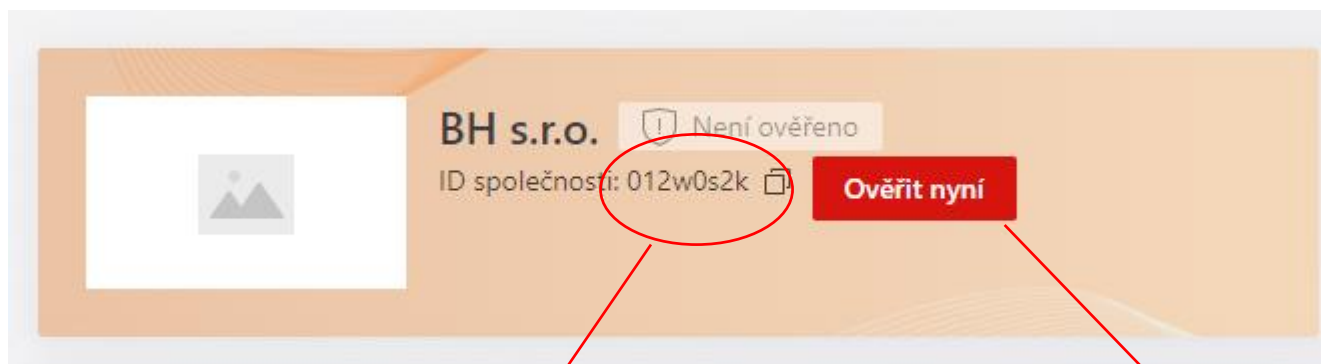 BH s.r.o. Není ověřeno
ID společnosti: 012w0s2k Ověřit nyní